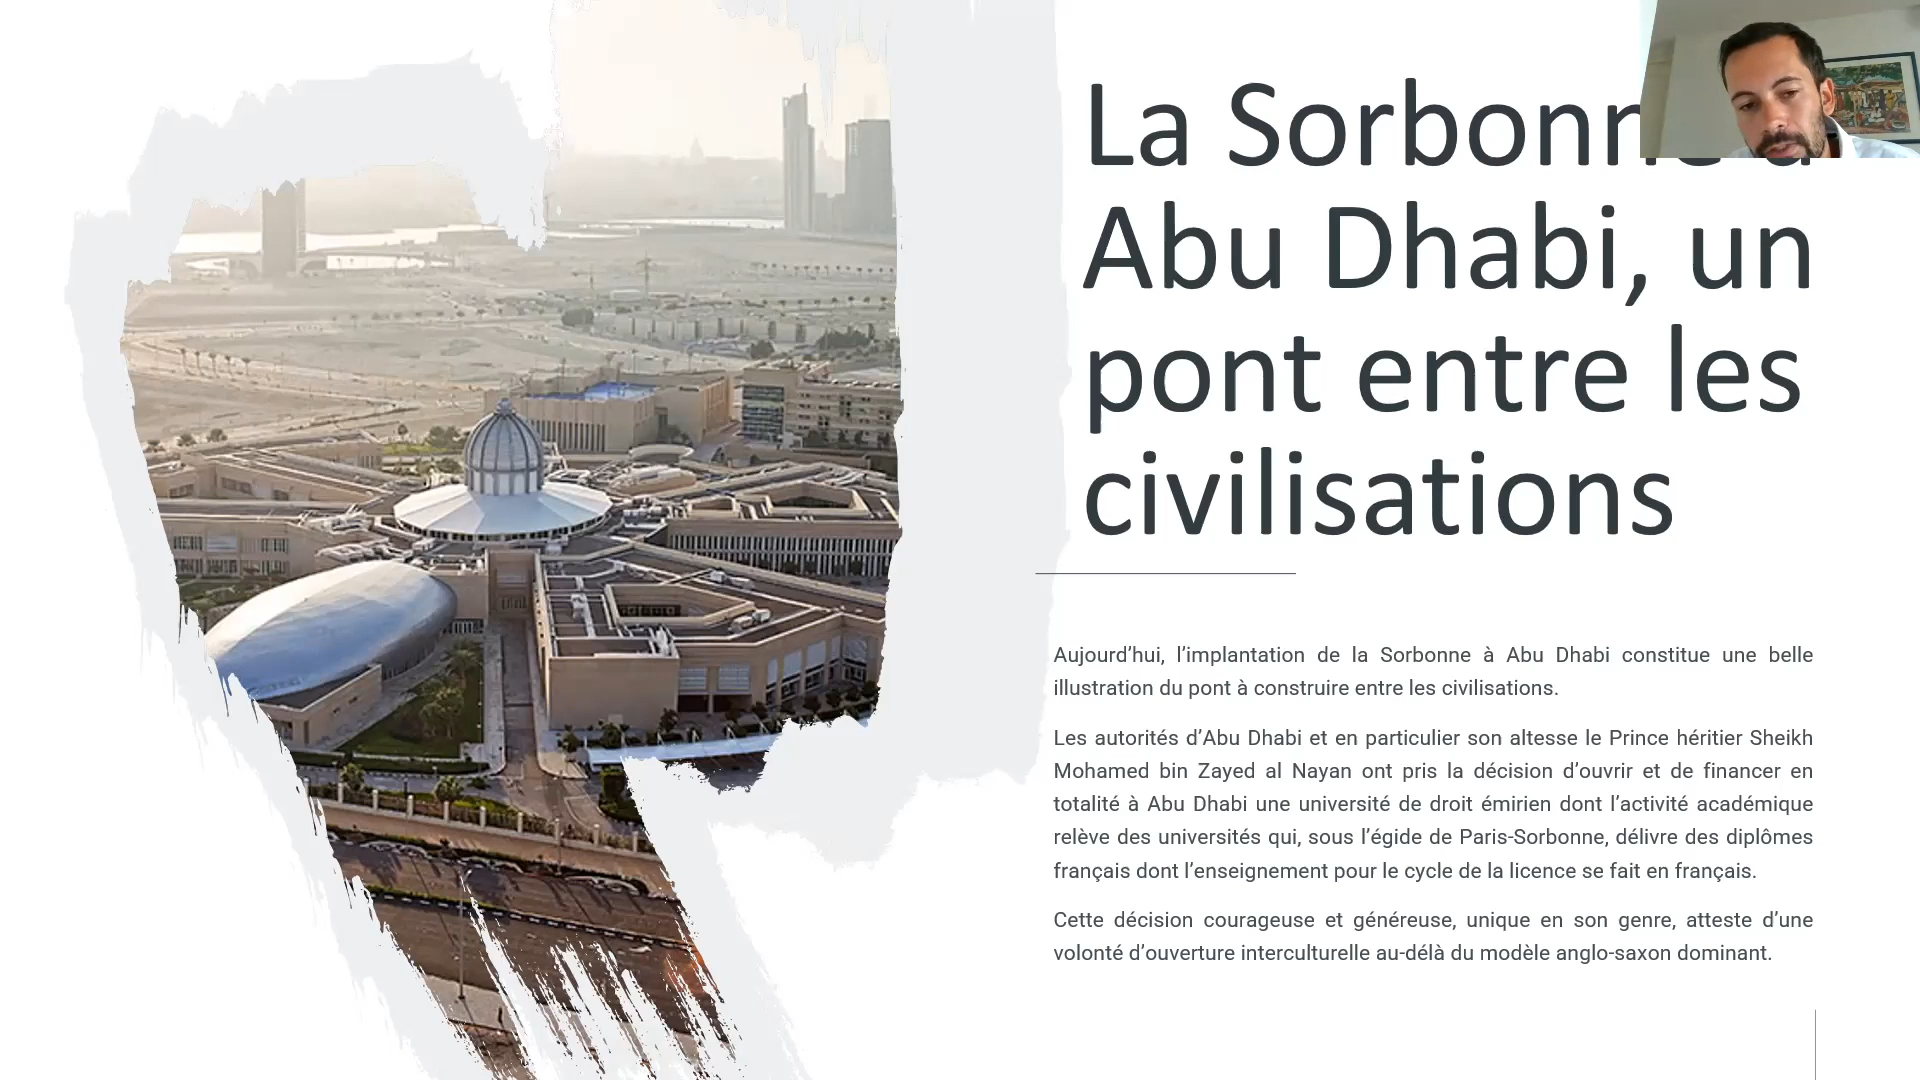 La Sorbonne à
Abu Dhabi, un
pont entre les
civilisations
Aujourd’hui, l’implantation de la Sorbonne à Abu Dhabi constitue une belle
illustration du pont à construire entre les civilisations.
Les autorités d’Abu Dhabi et en particulier son altesse le Prince héritier Sheikh
Mohamed bin Zayed al Nayan ont pris la décision d’ouvrir et de financer en
totalité à Abu Dhabi une université de droit émirien dont l’activité académique
relève des universités qui, sous l’égide de Paris-Sorbonne, délivre des diplômes
français dont l’enseignement pour le cycle de la licence se fait en français.
Cette décision courageuse et généreuse, unique en son genre, atteste d’une
volonté d’ouverture interculturelle au-délà du modèle anglo-saxon dominant.